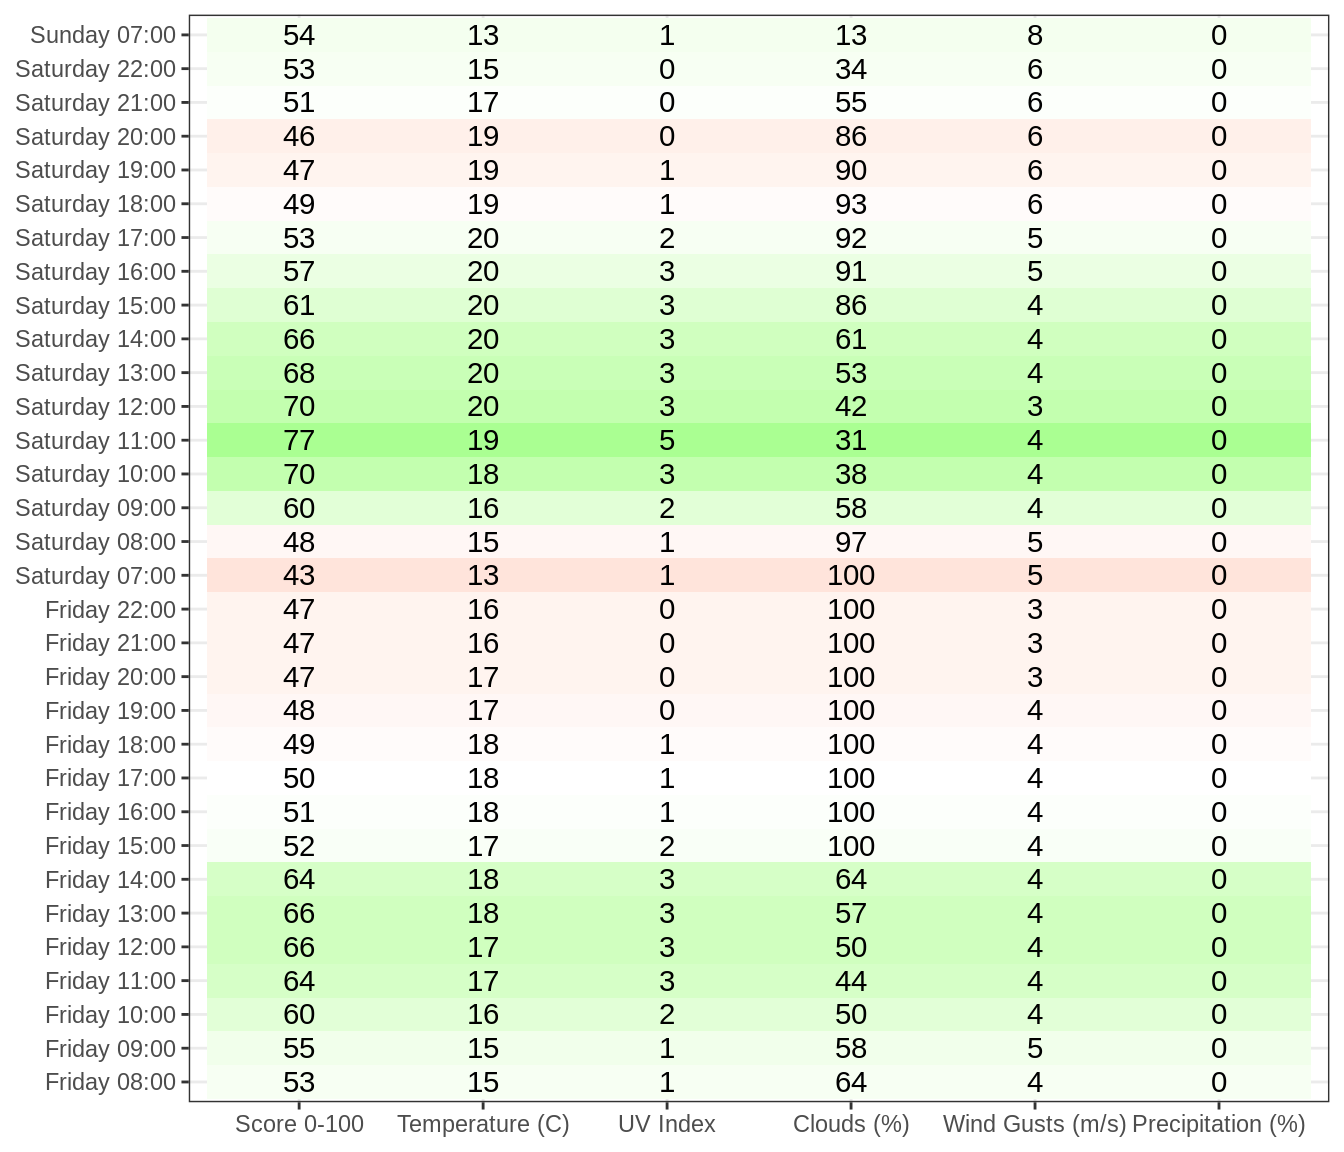 Sunday 07:00 54 13 1 13 8 0
Saturday 22:00 53 15 0 34 6 0
Saturday 21:00 51 17 0 55 6 0
Saturday 20:00 46 19 0 86 6 0
Saturday 19:00 47 19 1 90 6 0
Saturday 18:00 49 19 1 93 6 0
Saturday 17:00 53 20 2 92 5 0
Saturday 16:00 57 20 3 91 5 0
Saturday 15:00 61 20 3 86 4 0
Saturday 14:00 66 20 3 61 4 0
Saturday 13:00 68 20 3 53 4 0
Saturday 12:00 70 20 3 42 3 0
Saturday 11:00 77 19 5 31 4 0
Saturday 10:00 70 18 3 38 4 0
Saturday 09:00 60 16 2 58 4 0
Saturday 08:00 48 15 1 97 5 0
Saturday 07:00 43 13 1 100 5 0
Friday 22:00 47 16 0 100 3 0
Friday 21:00 47 16 0 100 3 0
Friday 20:00 47 17 0 100 3 0
Friday 19:00 48 17 0 100 4 0
Friday 18:00 49 18 1 100 4 0
Friday 17:00 50 18 1 100 4 0
Friday 16:00 51 18 1 100 4 0
Friday 15:00 52 17 2 100 4 0
Friday 14:00 64 18 3 64 4 0
Friday 13:00 66 18 3 57 4 0
Friday 12:00 66 17 3 50 4 0
Friday 11:00 64 17 3 44 4 0
Friday 10:00 60 16 2 50 4 0
Friday 09:00 55 15 1 58 5 0
Friday 08:00 53 15 1 64 4 0
Score 0-100 Temperature (C) UV Index Clouds (%) Wind Gusts (m/s) Precipitation (%)